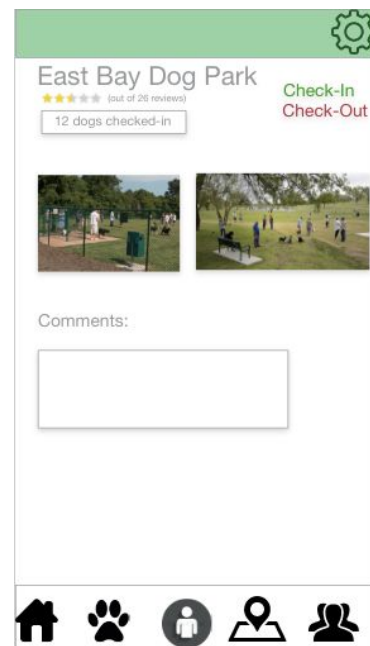 East Bay Dog Park
(out of 26 reviews)
12 dogs checked-in
Check-In
Check-Out
Comments: